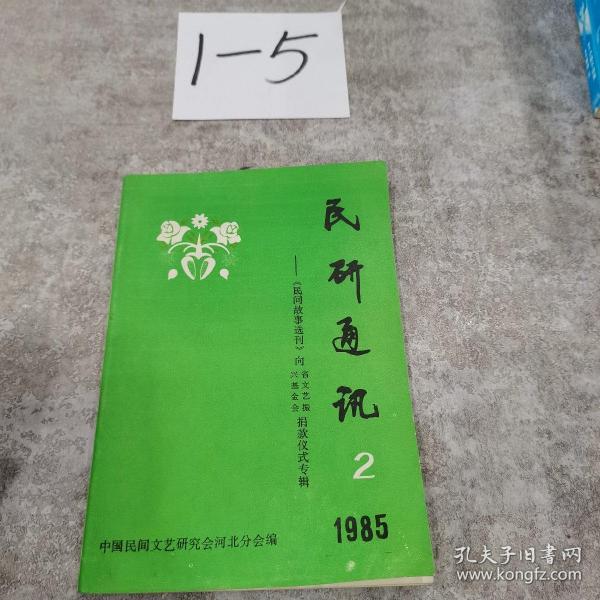 1-5
民研通讯
——《民间故事选刊》向省文艺振兴基金会捐款仪式专辑
2
1985
中国民间文艺研究会河北分会编
孔夫子旧书网
www.kongfz.com